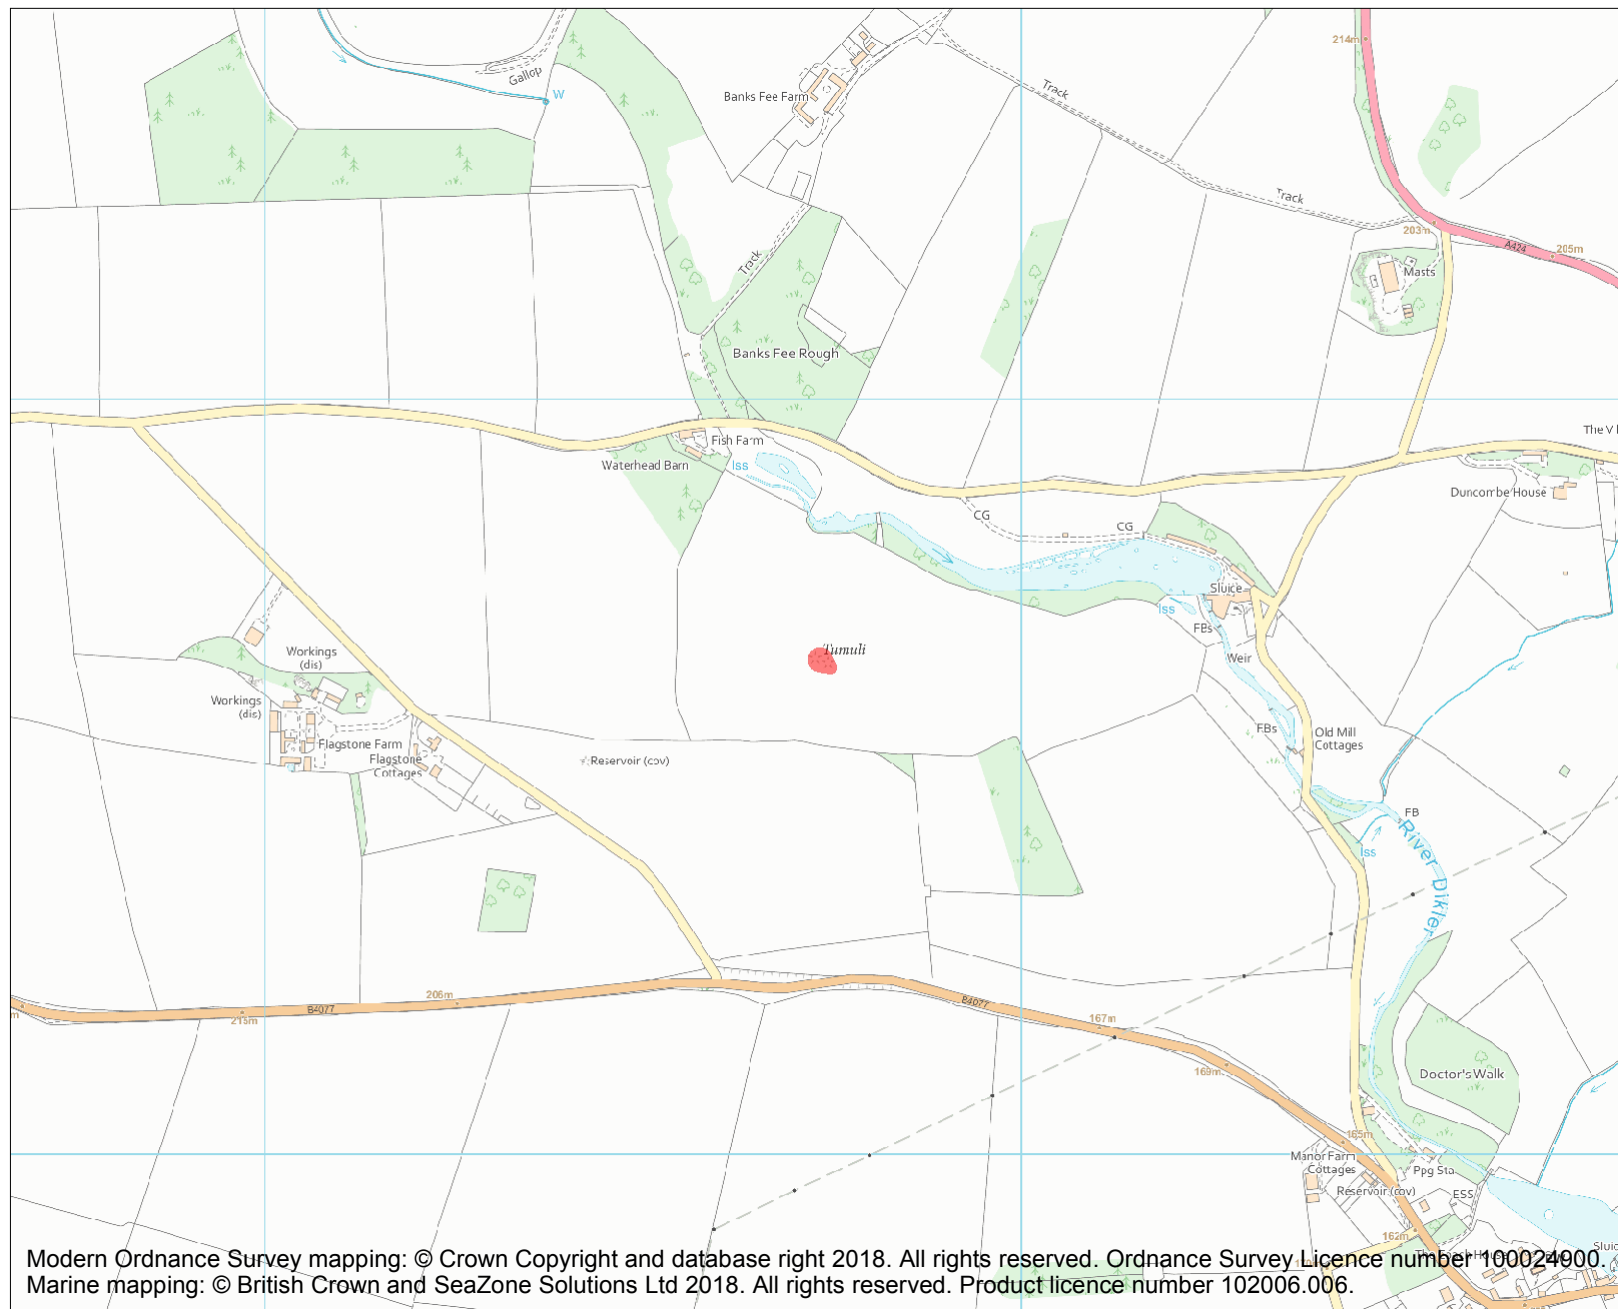 214m
Gallop
W
Banks Fee Farm
Track
Track
203m
A424
205m
Track
Masts
Banks Fee Rough
The V
Fish Farm
Waterhead Barn
Iss
Duncombe House
CG
CG
Sluice
Iss
FBs
Tumuli
Workings
(dis)
Weir
Workings
(dis)
FBs
Old Mill
Cottages
Flagstone Farm
Flagstone
Cottages
Reservoir (cov)
FB
River Dikler
Iss
206m
B4077
215m
m
B4077
167m
169m
Doctor's Walk
165m
Manor Farm
Cottages
Ppg Sta
Reservoir (cov)
ESS
162m
The Coach House
Sluice
Modern Ordnance Survey mapping: © Crown Copyright and database right 2018. All rights reserved. Ordnance Survey Licence number 100024900.
Marine mapping: © British Crown and SeaZone Solutions Ltd 2018. All rights reserved. Product licence number 102006.006.